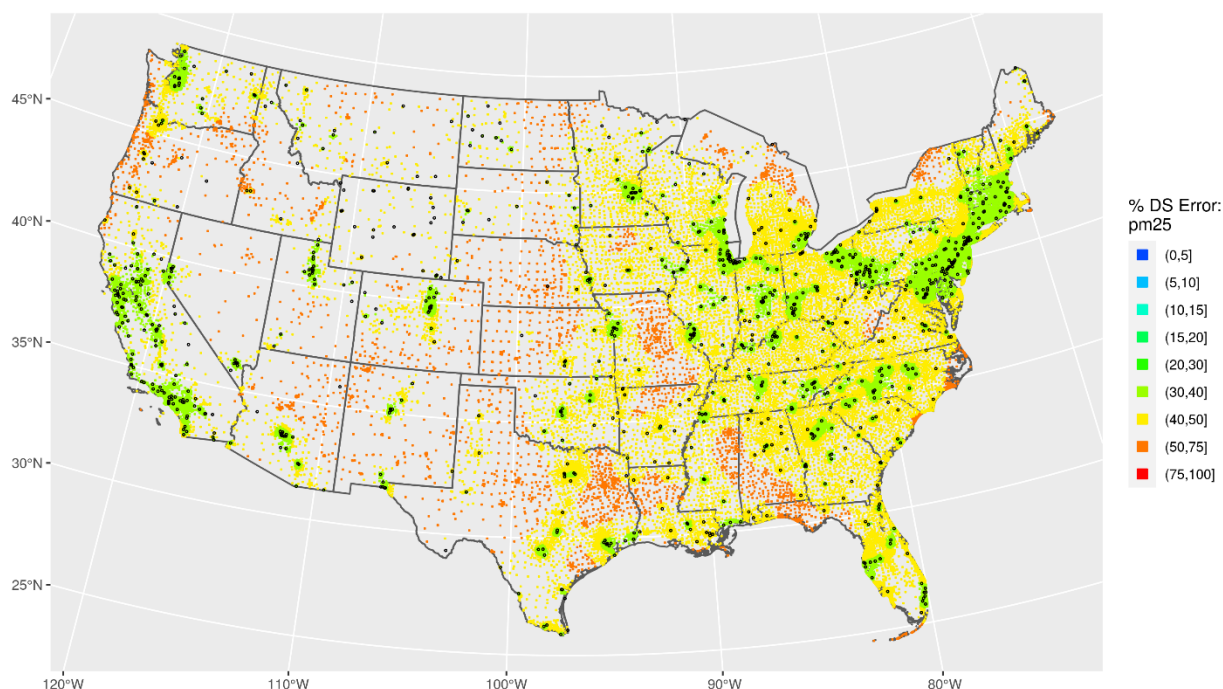 45°N
40°N
35°N
30°N
25°N
120°W
110°W
100°W
90°W
80°W
% DS Error:
pm25
(0,5]
(5,10]
(10,15]
(15,20]
(20,30]
(30,40]
(40,50]
(50,75]
(75,100]